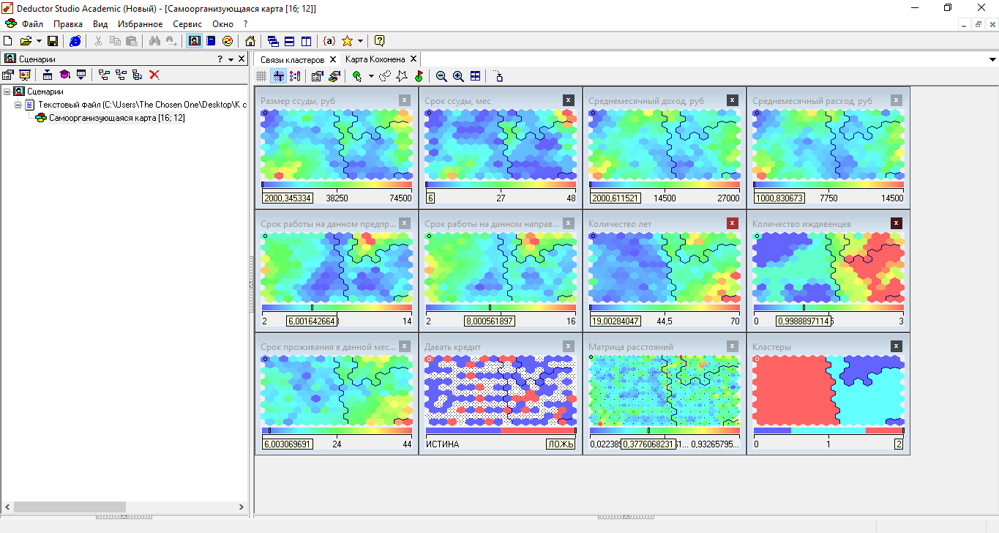 Deductor Studio Academic (Новый) - [Самоорганизующаяся карта [16; 12]]
Файл Правка Вид Избранное Сервис Окно ?
Сценарии
Связи кластеров Карта Кохонена
Сценарии
Текстовый файл (C:\Users\The Chosen One\Desktop\К с
Самоорганизующаяся карта [16; 12]
Размер ссуды, руб Срок ссуды, мес Среднемесячный доход, руб Среднемесячный расход, руб
2000,345334 38250 74500 6 27 48 2000,611521 14500 27000 1000,830673 7750 14500
Срок работы на данном предпр... Срок работы на данном направ... Количество лет Количество иждивенцев
2 6,001642664 14 2 8,000561897 16 19,00284047 44,5 70 0 0,9988897114 3
Срок проживания в данной мес... Давать кредит Матрица расстояний Кластеры
6,003069691 24 44 ИСТИНА ЛОЖЬ 0,022385 0,3776068231 0,93265795... 0 1 2